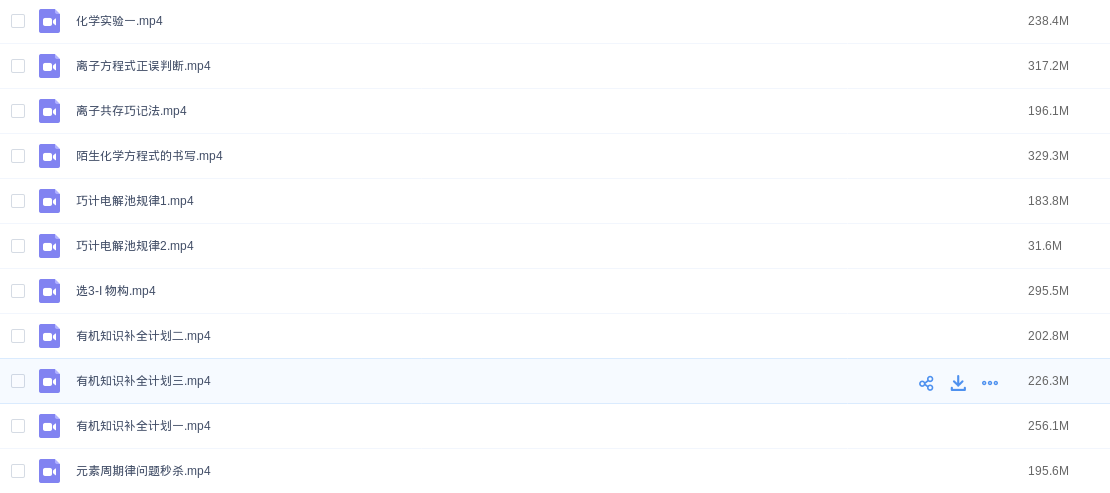 化学实验一.mp4 238.4M
离子方程式正误判断.mp4 317.2M
离子共存巧记法.mp4 196.1M
陌生化学方程式的书写.mp4 329.3M
巧计电解池规律1.mp4 183.8M
巧计电解池规律2.mp4 31.6M
选3-I 物构.mp4 295.5M
有机知识补全计划二.mp4 202.8M
有机知识补全计划三.mp4 226.3M
有机知识补全计划一.mp4 256.1M
元素周期律问题秒杀.mp4 195.6M